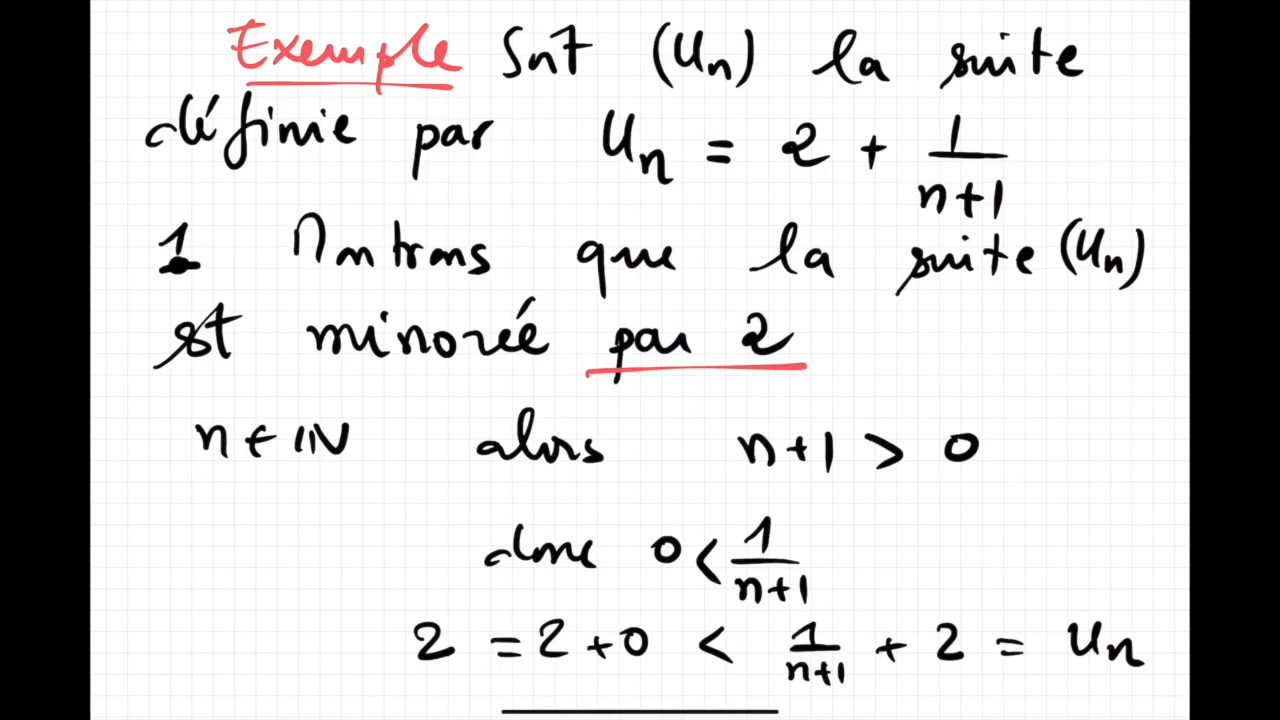 Exemple Soit (Un) la suite
définie par Un = 2 + 1/(n+1)
1 Montrons que la suite (Un)
est minorée par 2
n ∈ IN alors n+1 > 0
donc 0 < 1/(n+1)
2 = 2+0 < 1/(n+1) + 2 = Un